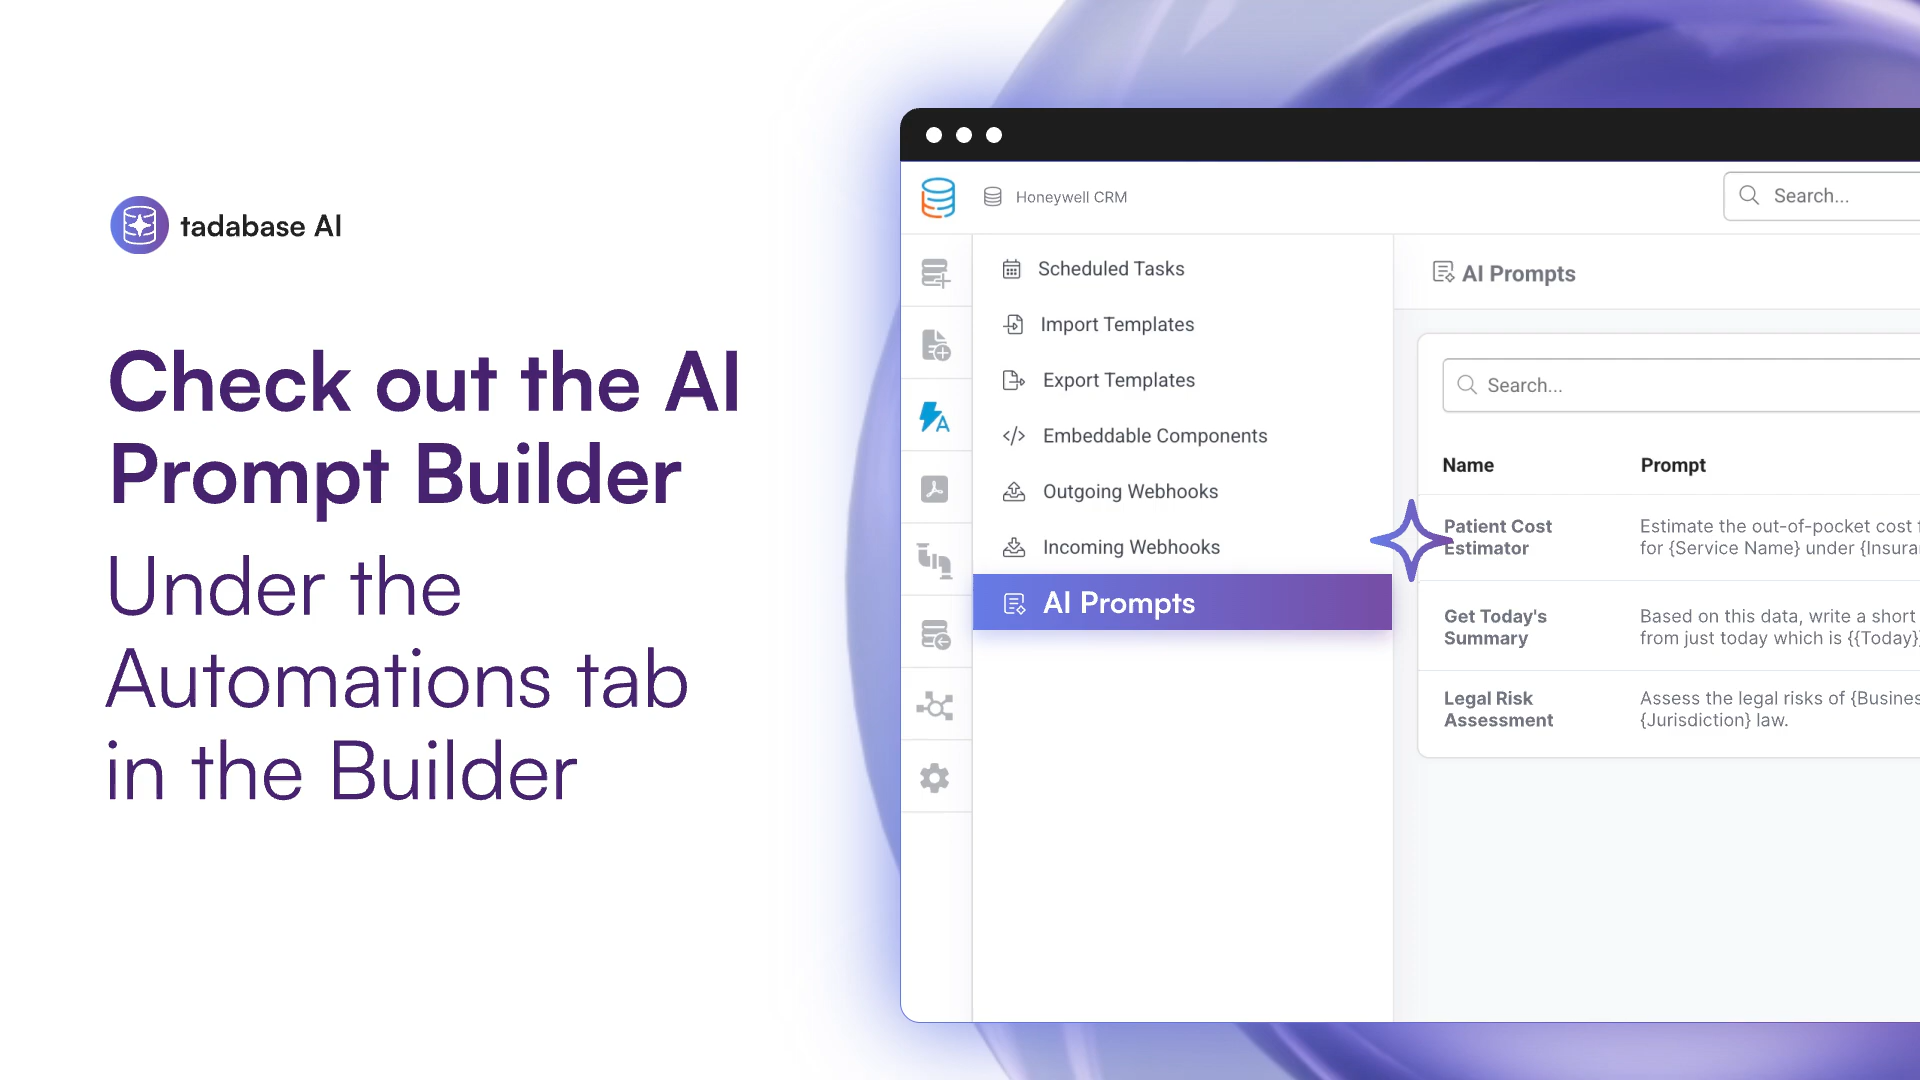 tadabase AI
Check out the AI
Prompt Builder
Under the
Automations tab
in the Builder
Honeywell CRM
Search...
Scheduled Tasks
Import Templates
Export Templates
Embeddable Components
Outgoing Webhooks
Incoming Webhooks
AI Prompts
AI Prompts
Search...
Name
Prompt
Patient Cost
Estimator
Estimate the out-of-pocket cost
for {Service Name} under
Get Today's
Summary
Based on this data, write a short
from just today which is {{Today}
Legal Risk
Assessment
Assess the legal risks of
{Jurisdiction} law.